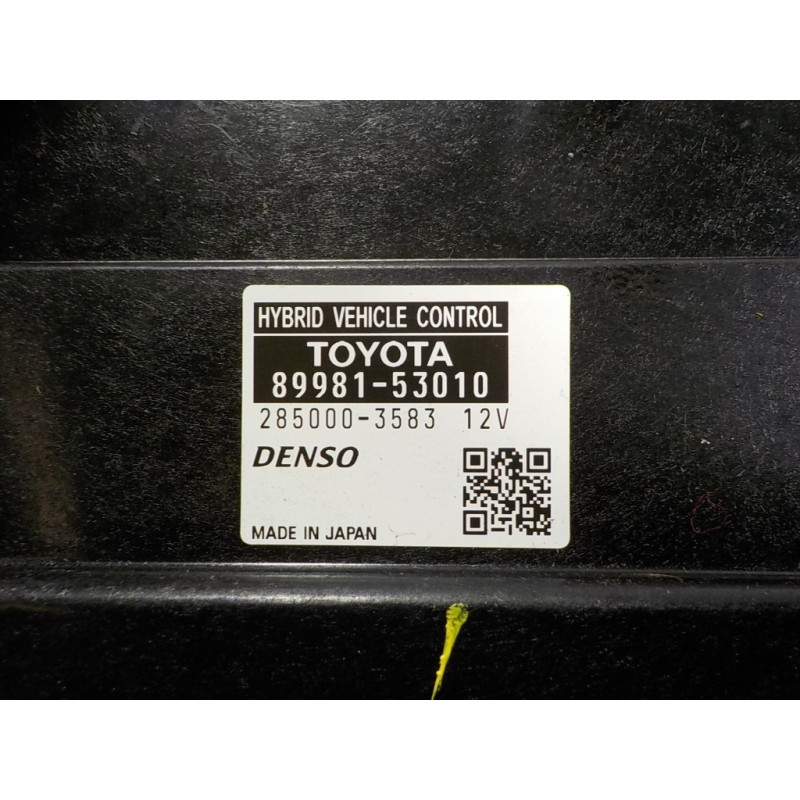 HYBRID VEHICLE CONTROL
TOYOTA
89981-53010
285000-3583 12V
DENSO
MADE IN JAPAN